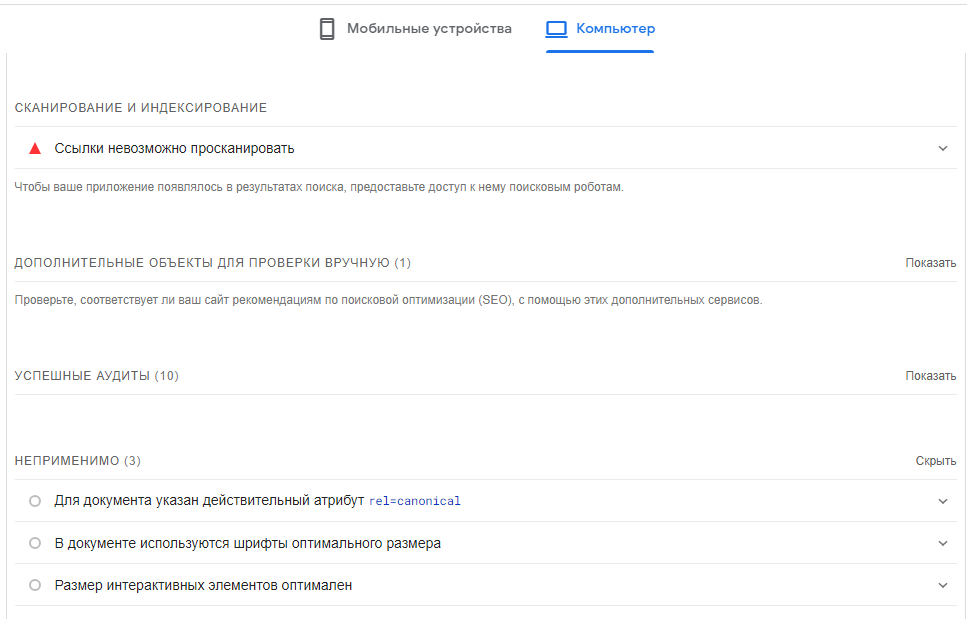 Мобильные устройства
Компьютер
СКАНИРОВАНИЕ И ИНДЕКСИРОВАНИЕ
Ссылки невозможно просканировать
Чтобы ваше приложение появлялось в результатах поиска, предоставьте доступ к нему поисковым роботам.
ДОПОЛНИТЕЛЬНЫЕ ОБЪЕКТЫ ДЛЯ ПРОВЕРКИ ВРУЧНУЮ (1) Показать
Проверьте, соответствует ли ваш сайт рекомендациям по поисковой оптимизации (SEO), с помощью этих дополнительных сервисов.
УСПЕШНЫЕ АУДИТЫ (10) Показать
НЕПРИМЕНИМО (3) Скрыть
Для документа указан действительный атрибут rel=canonical
В документе используются шрифты оптимального размера
Размер интерактивных элементов оптимален